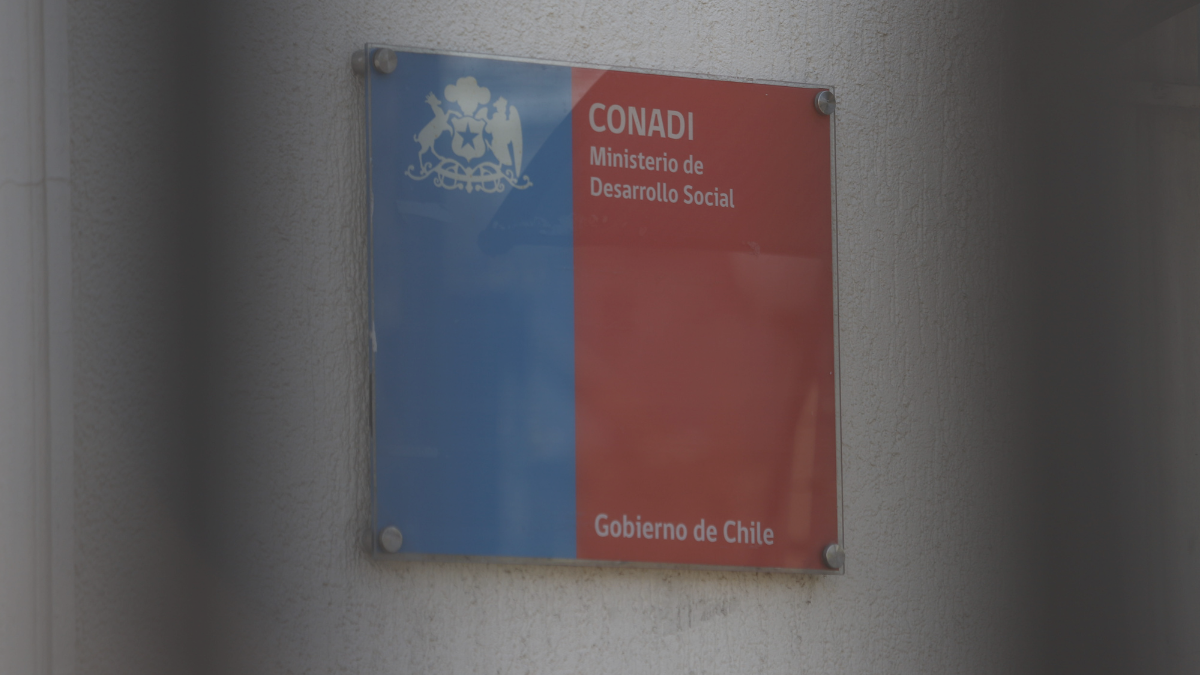 CONADI
Ministerio de
Desarrollo Social
Gobierno de Chile